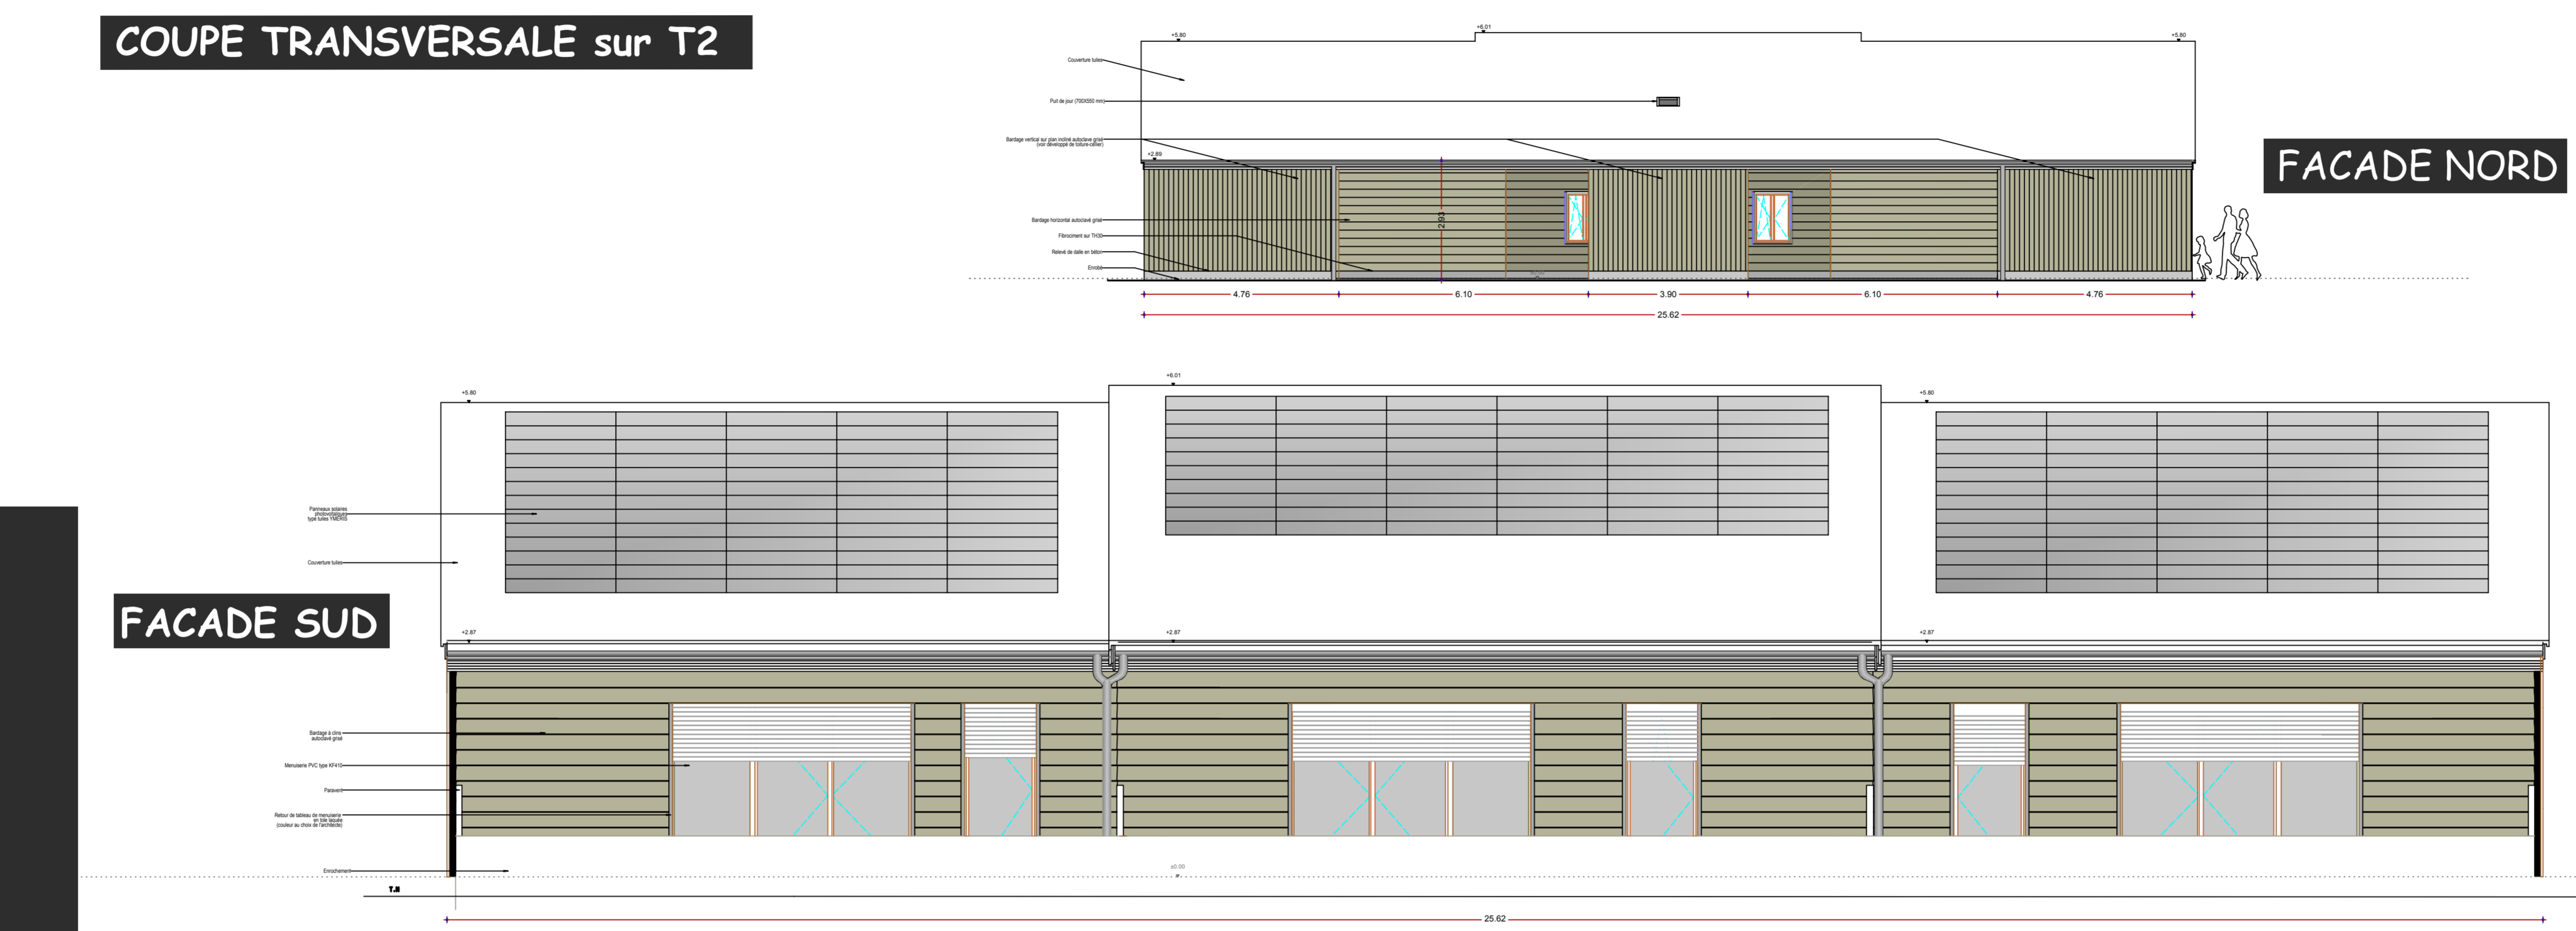 COUPE TRANSVERSALE sur T2
+6.01
+5.80
+5.80
Couverture tuiles
Puit de jour (700X550 mm)
Bardage vertical sur plan incliné autoclave grisé
(voir développé de toiture-cellier)
+2.89
FACADE NORD
Bardage horizontal autoclavé grisé
2.93
Fibrociment sur TH30
Relevé de dalle en béton
Enrobé
4.76
6.10
3.90
6.10
4.76
25.62
+6.01
+5.80
+5.80
Panneaux solaires
photovoltaïques
type tuiles YMERIS
Couverture tuiles
FACADE SUD
+2.87
+2.87
+2.87
Bardage à clins
autoclavé grisé
Menuiserie PVC type KF410
Paravent
Retour de tableau de menuiserie
en tole laquée
(couleur au choix de l'architecte)
Enrochement
±0.00
T.N
25.62